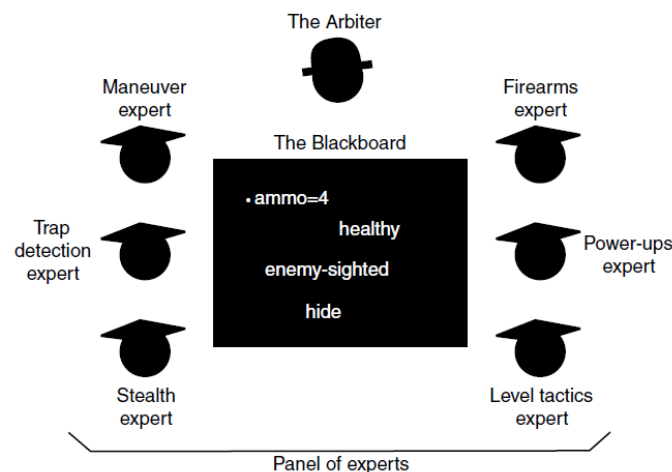 The Arbiter
Maneuver
expert
Firearms
expert
The Blackboard
• ammo=4
healthy
enemy-sighted
hide
Trap
detection
expert
Power-ups
expert
Stealth
expert
Level tactics
expert
Panel of experts